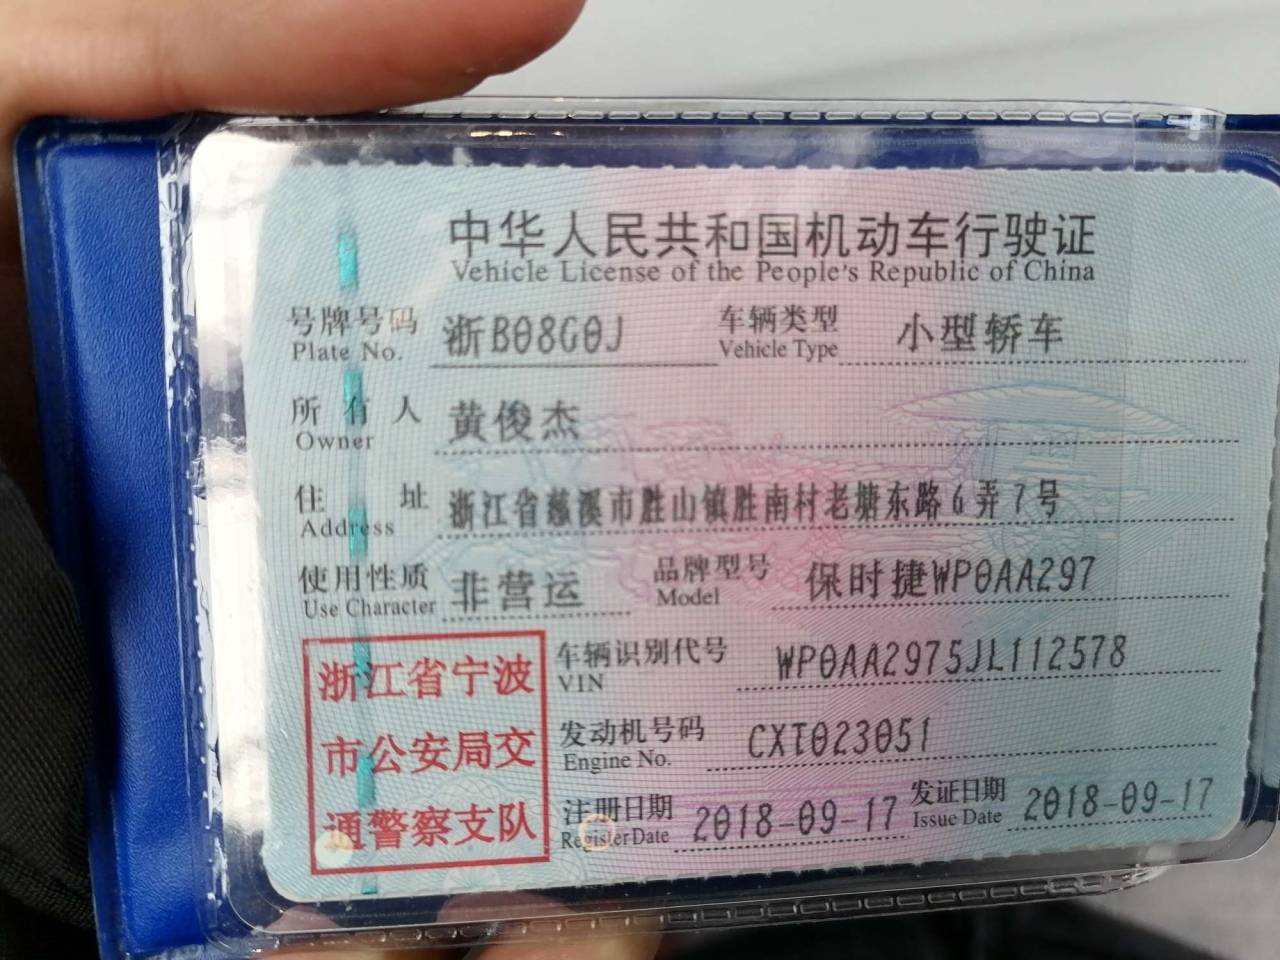 中华人民共和国机动车行驶证
Vehicle License of the People's Republic of China
号牌号码 浙B08G0J 车辆类型 小型轿车
Plate No. Vehicle Type
所有人 黄俊杰
Owner
住址 浙江省慈溪市胜山镇胜南村老塘东路6弄7号
Address
使用性质 非营运 品牌型号 保时捷WP0AA297
Use Character Model
浙江省宁波
市公安局交
通警察支队
车辆识别代号 WP0AA2975JL112578
VIN
发动机号码 CXT023051
Engine No.
注册日期 2018-09-17 发证日期 2018-09-17
Register Date Issue Date